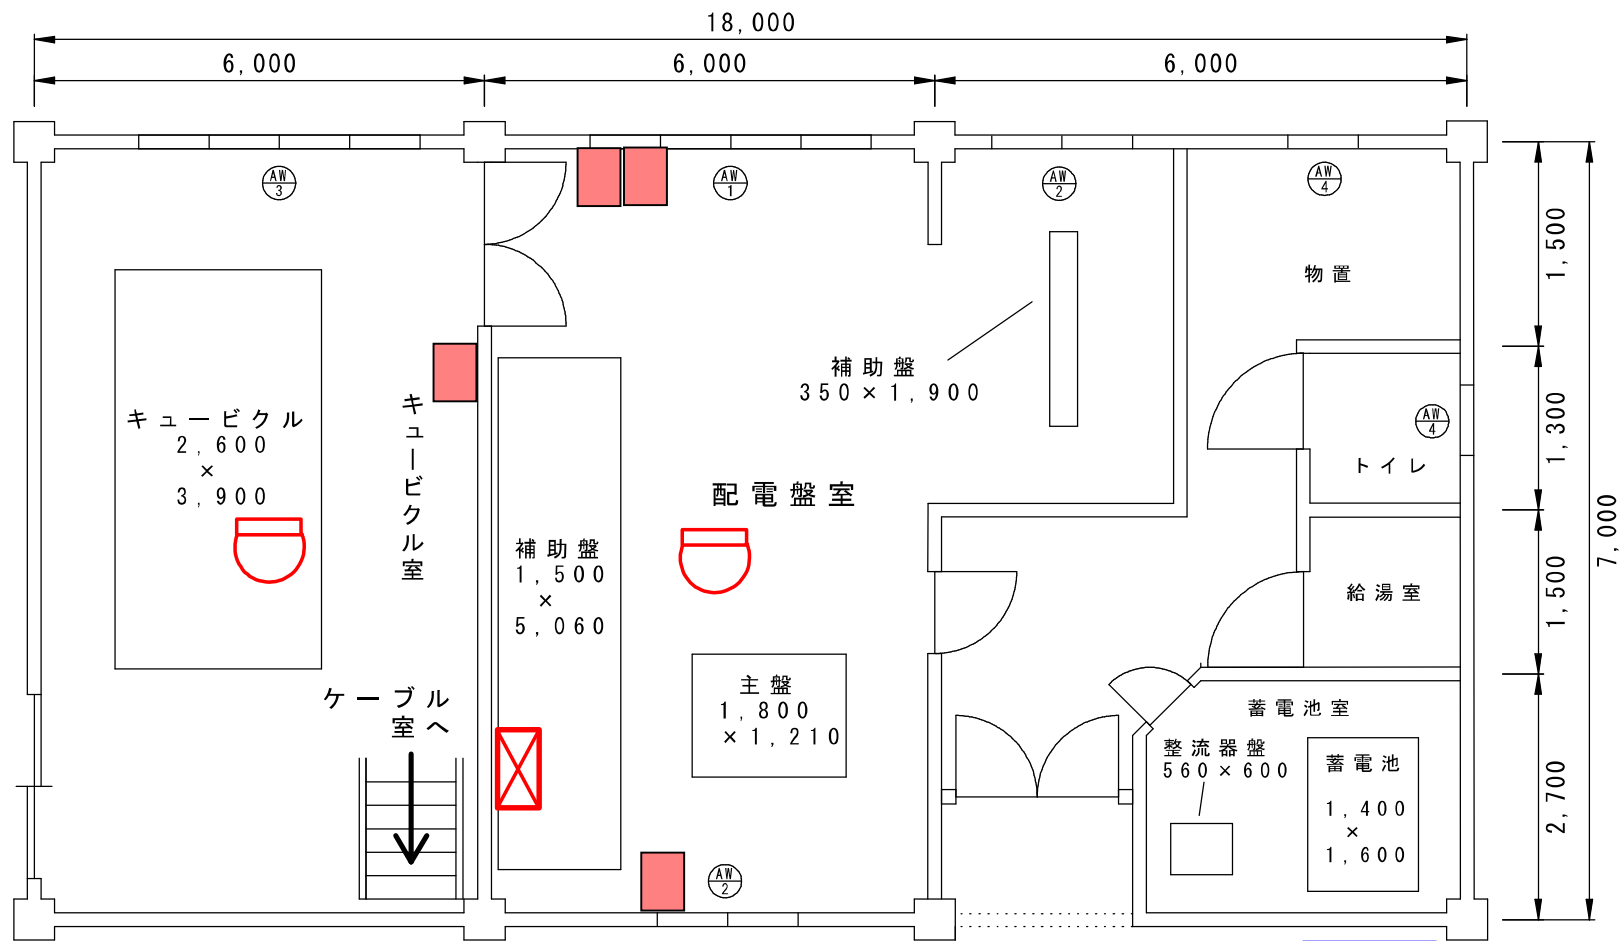 18,000
6,000
6,000
6,000
AW
3
AW
1
AW
2
AW
4
物置
1,500
補助盤
350×1,900
キュービクル
2,600
×
3,900
キュービクル室
AW
4
トイレ
1,300
配電盤室
補助盤
1,500
×
5,060
給湯室
1,500
7,000
ケーブル
室へ
主盤
1,800
×1,210
蓄電池室
整流器盤
560×600
蓄電池
1,400
×
1,600
2,700
AW
2